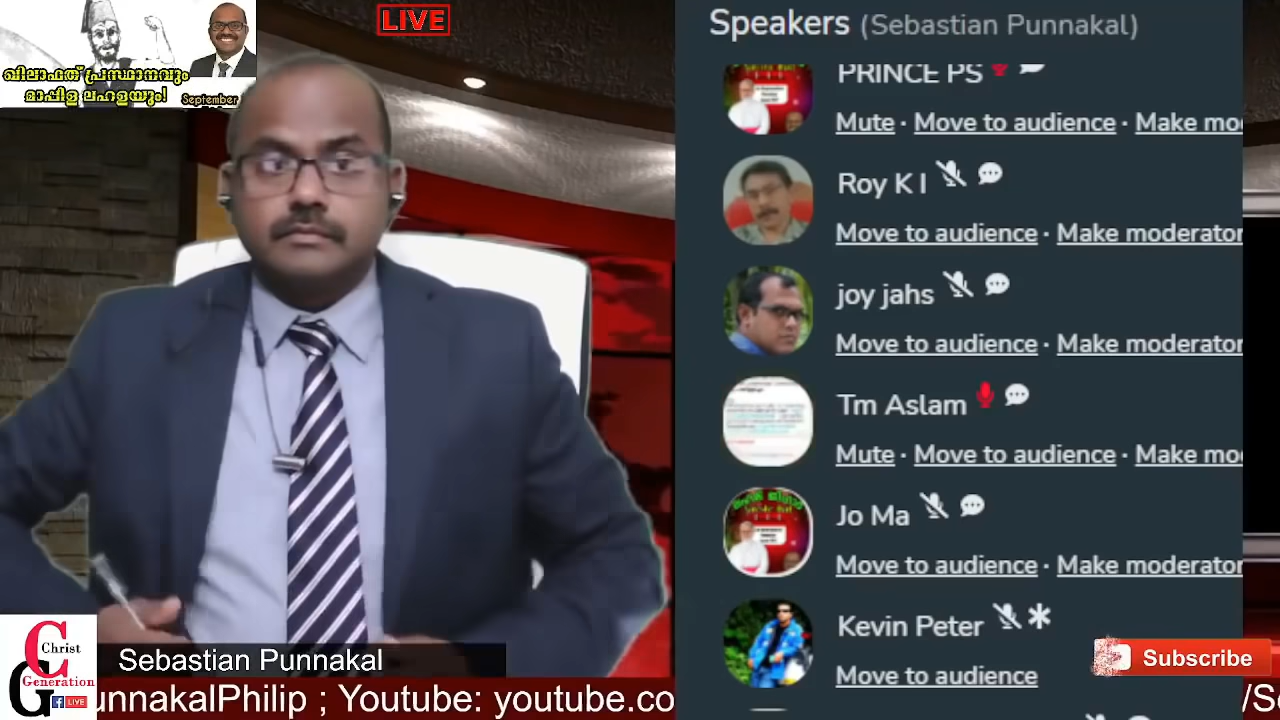 LIVE
ഖിലാഫത് പ്രസ്ഥാനവും
മാപ്പിള ലഹളയും!
September
Speakers (Sebastian Punnakal)
PRINCE PS
Mute · Move to audience · Make mo
Roy K I
Move to audience · Make moderator
joy jahs
Move to audience · Make moderator
Tm Aslam
Mute · Move to audience · Make mo
Jo Ma
Move to audience · Make moderator
Kevin Peter
Move to audience
Subscribe
C Christ
G Generation
LIVE
Sebastian Punnakal
unnakalPhilip ; Youtube: youtube.co